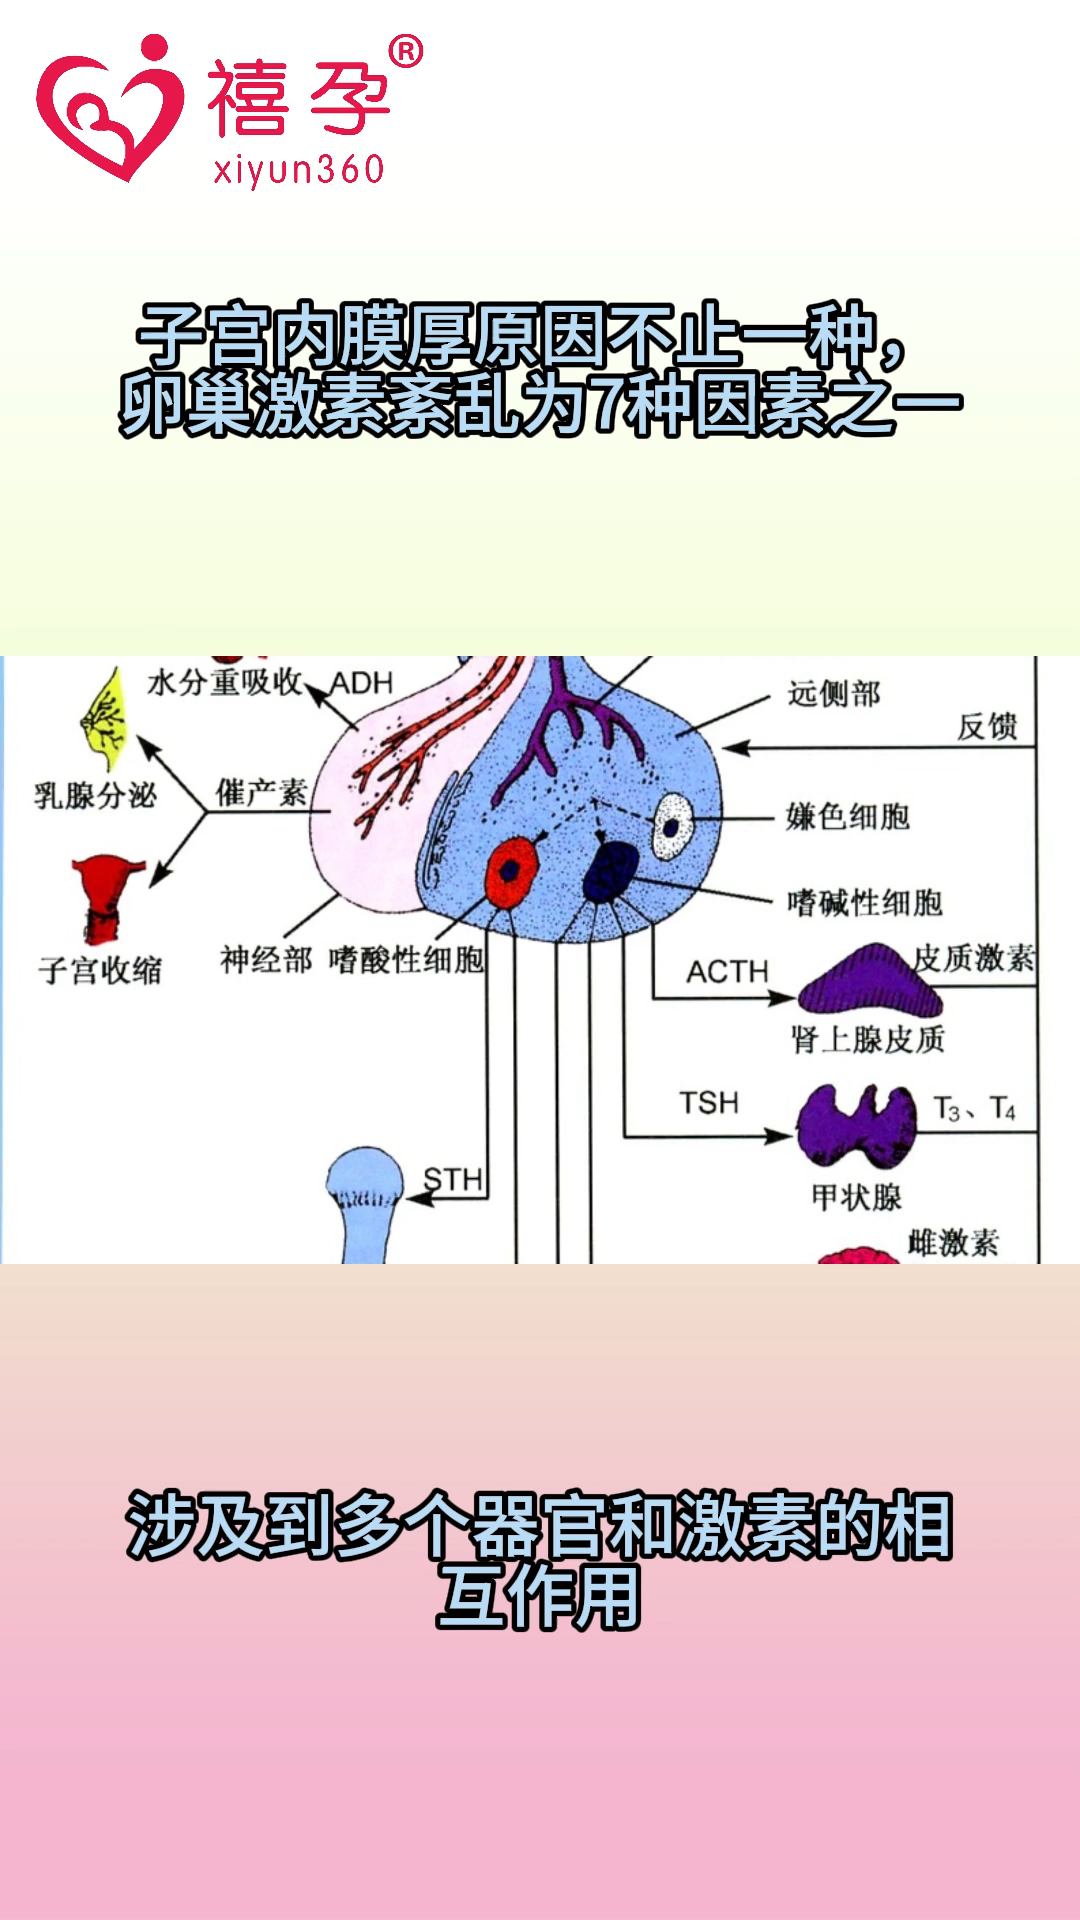 禧孕®
xiyun360
子宫内膜厚原因不止一种，
卵巢激素紊乱为7种因素之一
水分重吸收
ADH
远侧部
反馈
乳腺分泌
催产素
嫌色细胞
嗜碱性细胞
子宫收缩
神经部
嗜酸性细胞
ACTH
皮质激素
肾上腺皮质
TSH
T3、T4
甲状腺
STH
雌激素
涉及到多个器官和激素的相
互作用